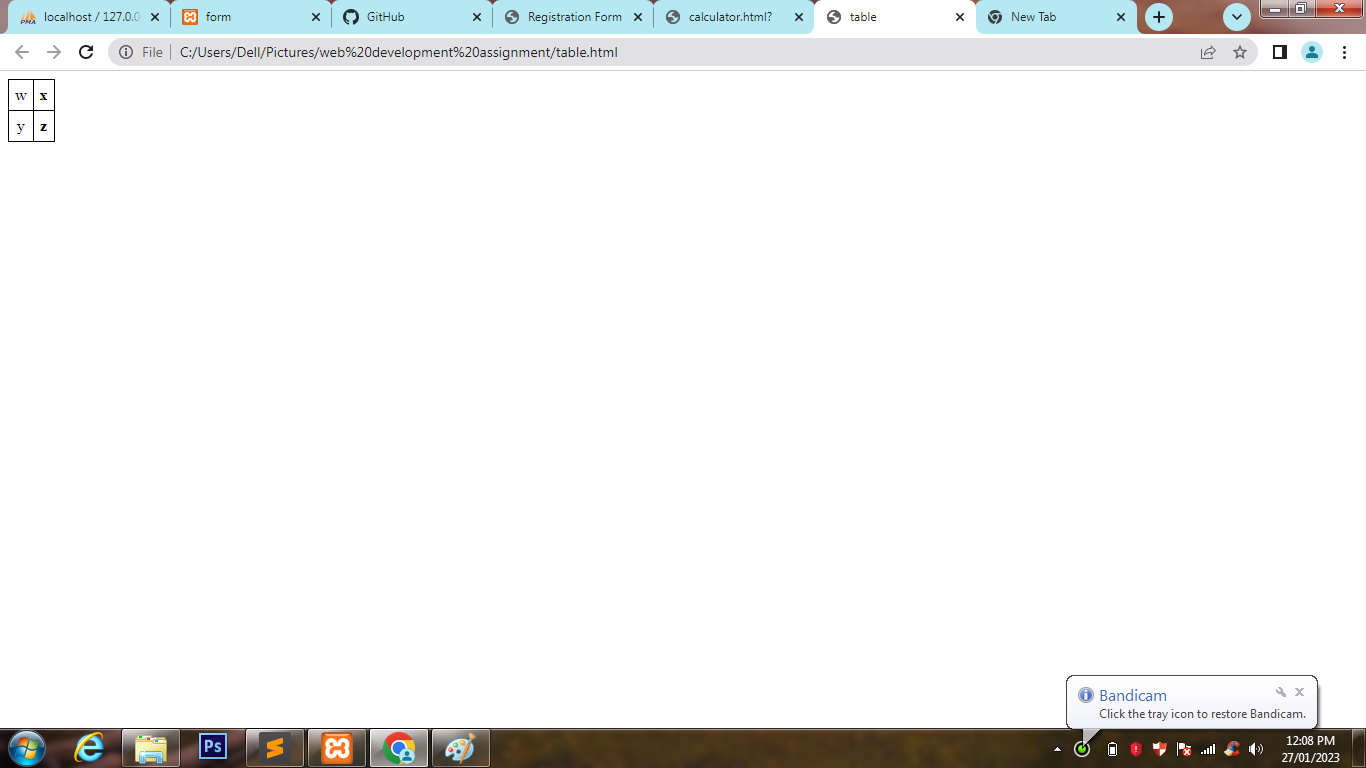 localhost / 127.0.0
form
GitHub
Registration Form
calculator.html?
table
New Tab
File
C:/Users/Dell/Pictures/web%20development%20assignment/table.html
w x
y z
Bandicam
Click the tray icon to restore Bandicam.
Ps
12:08 PM
27/01/2023